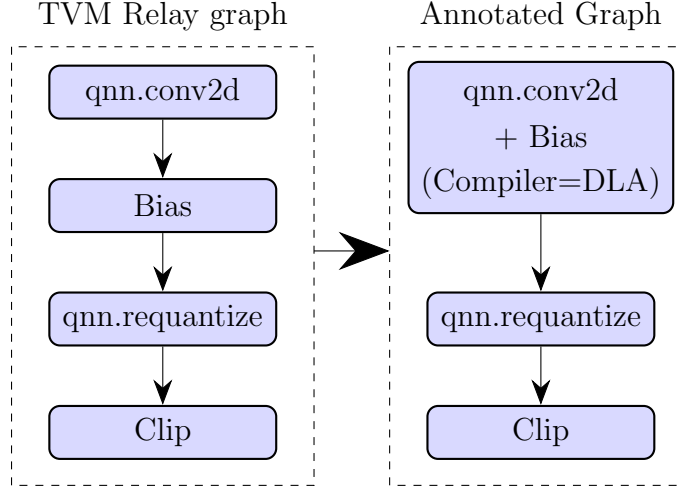 TVM Relay graph
qnn.conv2d
Bias
qnn.requantize
Clip
Annotated Graph
qnn.conv2d
+ Bias
(Compiler=DLA)
qnn.requantize
Clip